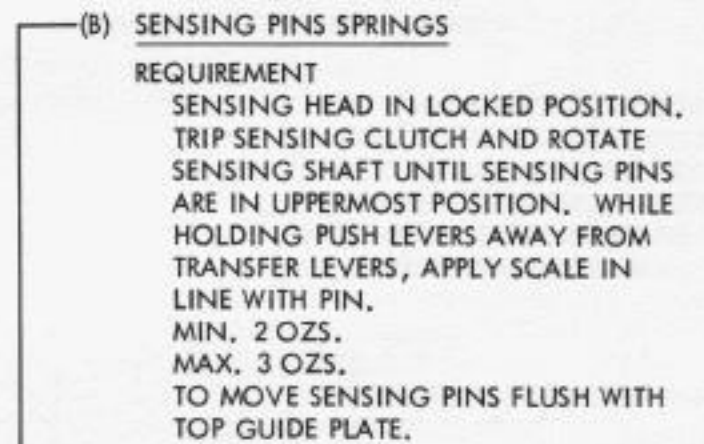 (B) SENSING PINS SPRINGS
REQUIREMENT
SENSING HEAD IN LOCKED POSITION.
TRIP SENSING CLUTCH AND ROTATE
SENSING SHAFT UNTIL SENSING PINS
ARE IN UPPERMOST POSITION. WHILE
HOLDING PUSH LEVERS AWAY FROM
TRANSFER LEVERS, APPLY SCALE IN
LINE WITH PIN.
MIN. 2 OZS.
MAX. 3 OZS.
TO MOVE SENSING PINS FLUSH WITH
TOP GUIDE PLATE.